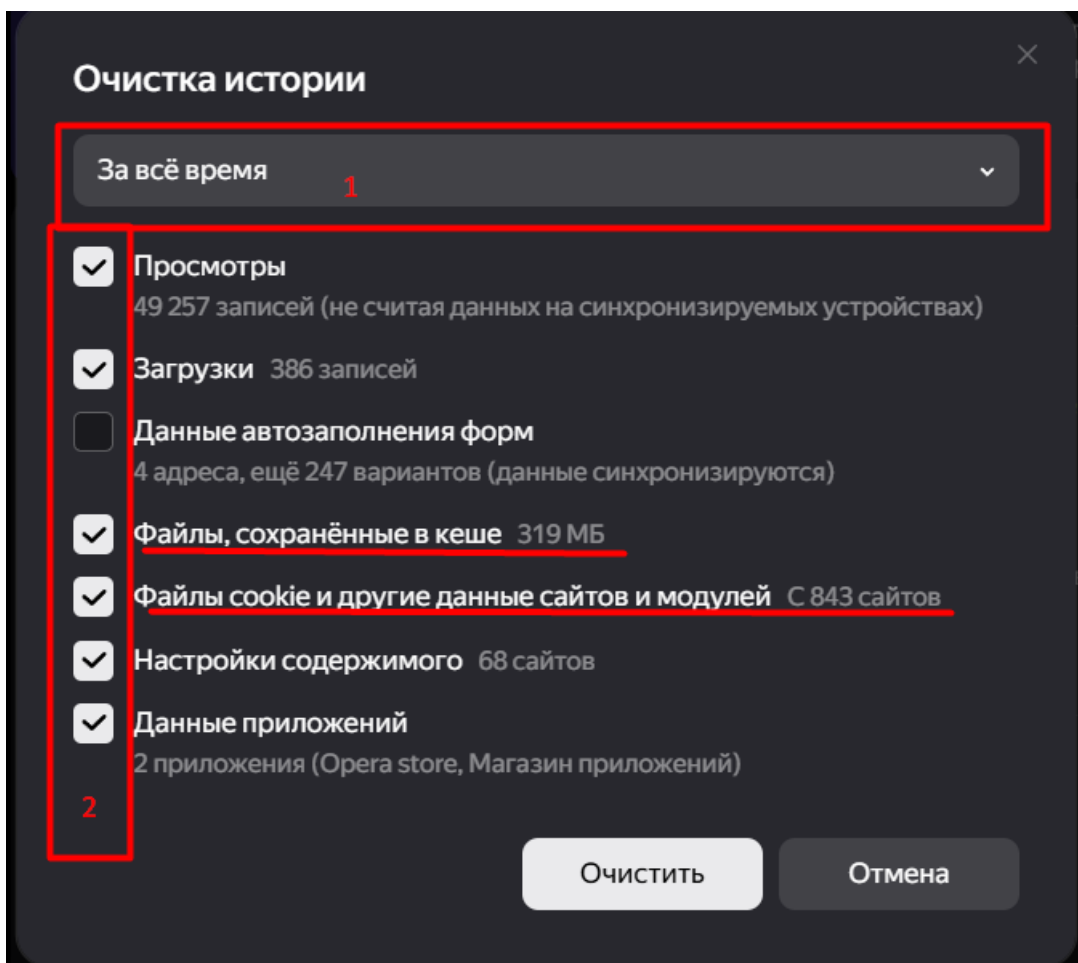 Очистка истории
За всё время
1
Просмотры
49 257 записей (не считая данных на синхронизируемых устройствах)
Загрузки 386 записей
Данные автозаполнения форм
4 адреса, ещё 247 вариантов (данные синхронизируются)
Файлы, сохранённые в кеше 319 МБ
Файлы cookie и другие данные сайтов и модулей С 843 сайтов
Настройки содержимого 68 сайтов
Данные приложений
2 приложения (Opera store, Магазин приложений)
2
Очистить Отмена